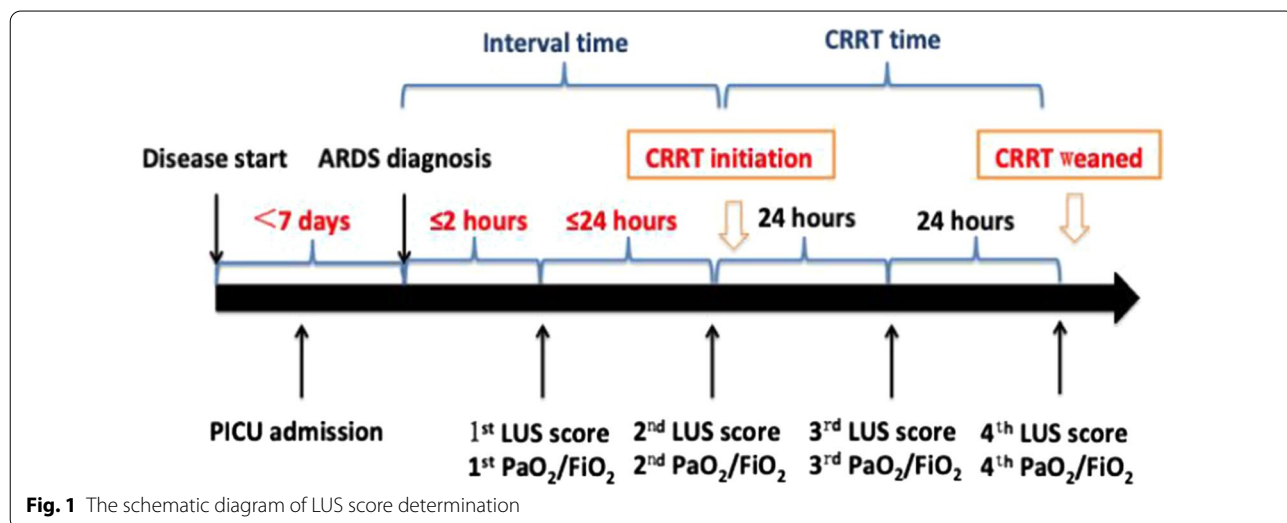 Interval time CRRT time
Disease start ARDS diagnosis CRRT initiation CRRT weaned
<7 days ≤2 hours ≤24 hours 24 hours 24 hours
PICU admission 1st LUS score 2nd LUS score 3rd LUS score 4th LUS score
1st PaO2/FiO2 2nd PaO2/FiO2 3rd PaO2/FiO2 4th PaO2/FiO2
Fig. 1 The schematic diagram of LUS score determination